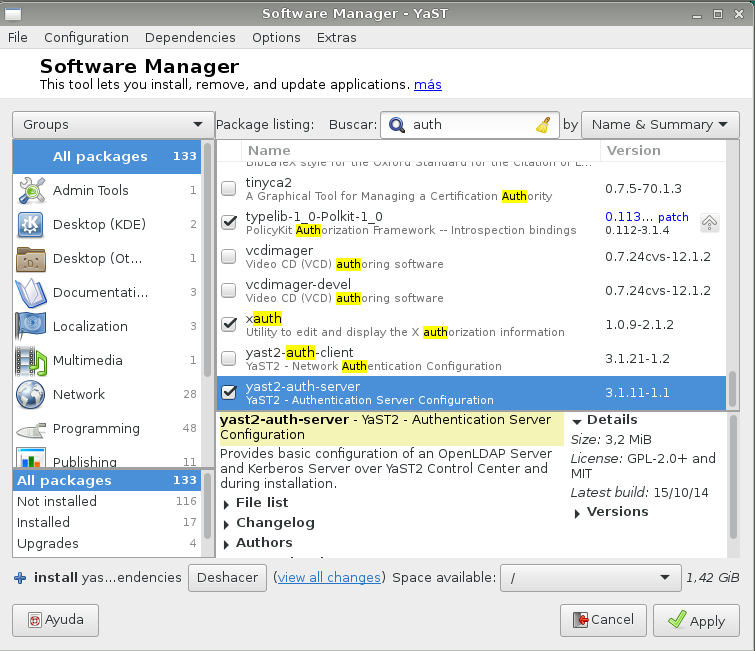 Software Manager - YaST
File Configuration Dependencies Options Extras
Software Manager
This tool lets you install, remove, and update applications. más
Groups
Package listing: Buscar: auth by Name & Summary
All packages 133
Admin Tools 1
Desktop (KDE) 2
Desktop (Ot... 3
Documentati... 3
Localization 3
Multimedia 1
Network 28
Programming 48
Publishing 11
All packages 133
Not installed 116
Installed 17
Upgrades 4
Name Version
BibLaTeX style for the Oxford Standard for the Citation of L...
tinyca2 0.7.5-70.1.3
A Graphical Tool for Managing a Certification Authority
typelib-1_0-Polkit-1_0 0.113... patch
PolicyKit Authorization Framework -- Introspection bindings 0.112-3.1.4
vcdimager 0.7.24cvs-12.1.2
Video CD (VCD) authoring software
vcdimager-devel 0.7.24cvs-12.1.2
Video CD (VCD) authoring software
xauth 1.0.9-2.1.2
Utility to edit and display the X authorization information
yast2-auth-client 3.1.21-1.2
YaST2 - Network Authentication Configuration
yast2-auth-server 3.1.11-1.1
YaST2 - Authentication Server Configuration
yast2-auth-server - YaST2 - Authentication Server
Configuration
Provides basic configuration of an OpenLDAP Server
and Kerberos Server over YaST2 Control Center and
during installation.
File list
Changelog
Authors
Details
Size: 3,2 MiB
License: GPL-2.0+ and
MIT
Latest build: 15/10/14
Versions
install yas...endencies Deshacer (view all changes) Space available: / 1,42 GiB
Ayuda Cancel Apply